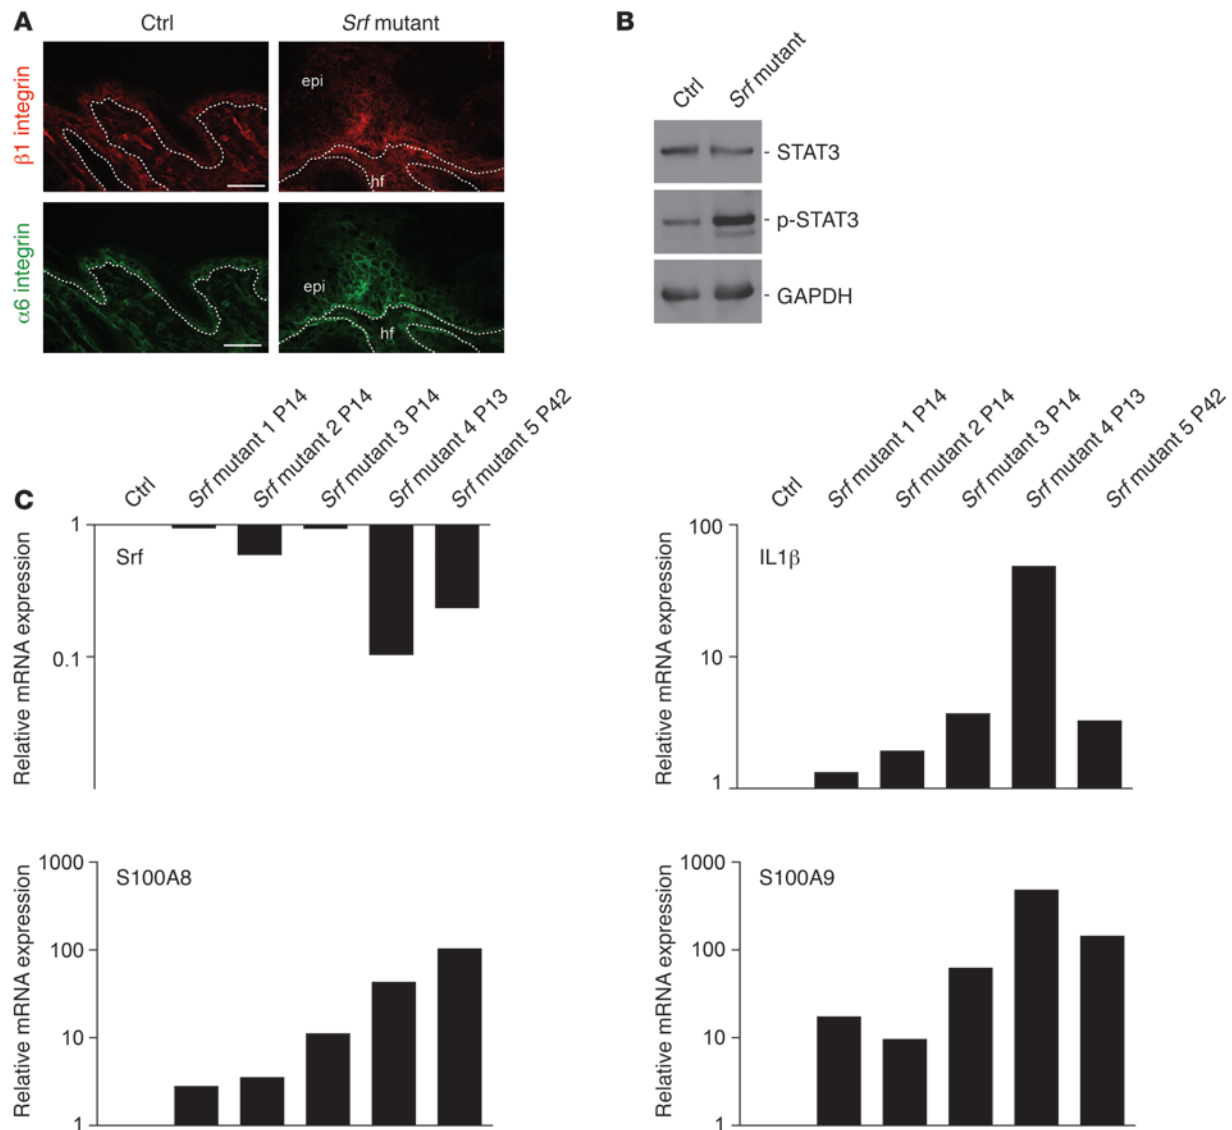 A
Ctrl
Srf mutant
β1 integrin
epi
hf
α6 integrin
epi
hf
B
Ctrl
Srf mutant
- STAT3
- p-STAT3
- GAPDH
C
Ctrl
Srf mutant 1 P14
Srf mutant 2 P14
Srf mutant 3 P14
Srf mutant 4 P13
Srf mutant 5 P42
Relative mRNA expression
1
0.1
Srf
Ctrl
Srf mutant 1 P14
Srf mutant 2 P14
Srf mutant 3 P14
Srf mutant 4 P13
Srf mutant 5 P42
Relative mRNA expression
100
10
1
IL1β
Relative mRNA expression
1000
100
10
1
S100A8
Relative mRNA expression
1000
100
10
1
S100A9